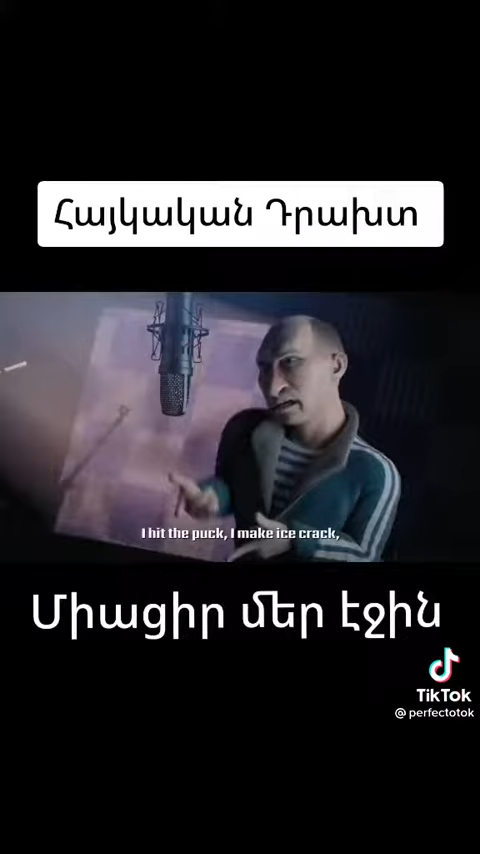 Հայկական Դրախտ
I hit the puck, I make ice crack,
Միացիր մեր էջին
TikTok
@ perfectotok